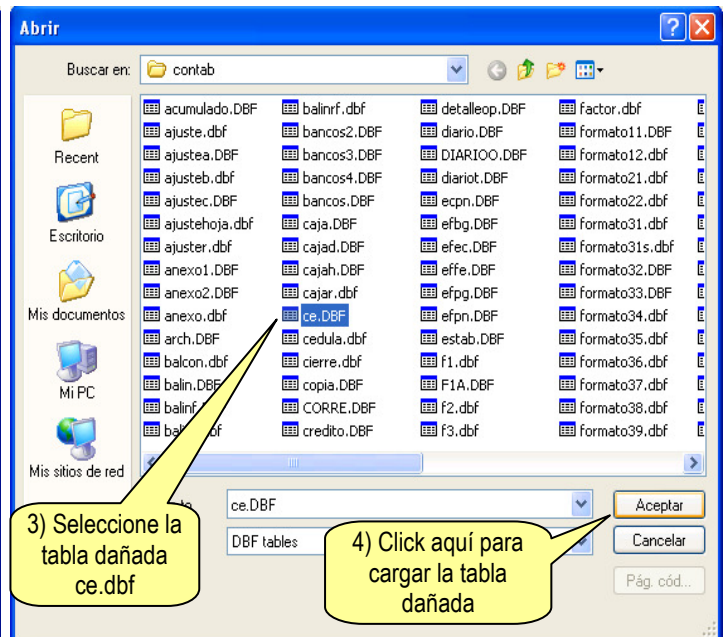 Abrir
Buscar en: contab
Recent
Escritorio
Mis documentos
Mi PC
Mis sitios de red
acumulado.DBF balinrf.dbf detalleop.DBF factor.dbf
ajuste.dbf bancos2.DBF diario.DBF formato11.DBF
ajustea.DBF bancos3.DBF DIARIOO.DBF formato12.dbf
ajusteb.dbf bancos4.DBF diariot.DBF formato21.dbf
ajustec.DBF bancos.DBF ecpn.DBF formato22.dbf
ajustehoja.dbf caja.DBF efbg.DBF formato31.dbf
ajuster.dbf cajad.DBF efec.DBF formato31s.dbf
anexo1.DBF cajah.DBF effe.DBF formato32.DBF
anexo2.DBF cajar.dbf efpg.DBF formato33.DBF
anexo.dbf ce.DBF efpn.DBF formato34.dbf
arch.DBF cedula.dbf estab.DBF formato35.dbf
balcon.dbf cierre.dbf f1.dbf formato36.dbf
balin.DBF copia.DBF F1A.DBF formato37.dbf
CORRE.DBF f2.dbf formato38.dbf
credito.DBF f3.dbf formato39.dbf
ce.DBF Aceptar
DBF tables Cancelar
Pág. cód...
3) Seleccione la
tabla dañada
ce.dbf
4) Click aquí para
cargar la tabla
dañada